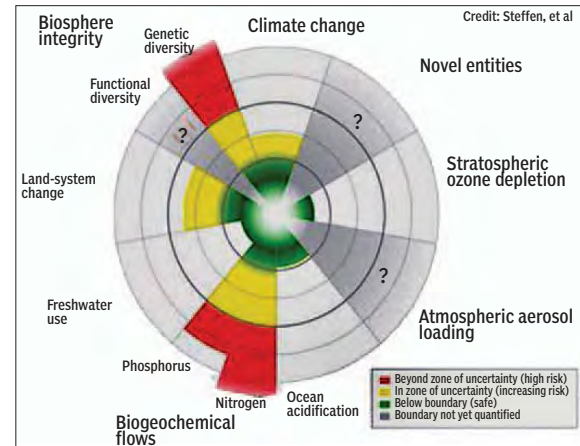 Credit: Steffen, et al
Biosphere
integrity
Genetic
diversity
Climate change
Functional
diversity
Novel entities
?
?
Land-system
change
Stratospheric
ozone depletion
?
Freshwater
use
Atmospheric aerosol
loading
Phosphorus
Nitrogen
Ocean
acidification
Biogeochemical
flows
Beyond zone of uncertainty (high risk)
In zone of uncertainty (increasing risk)
Below boundary (safe)
Boundary not yet quantified